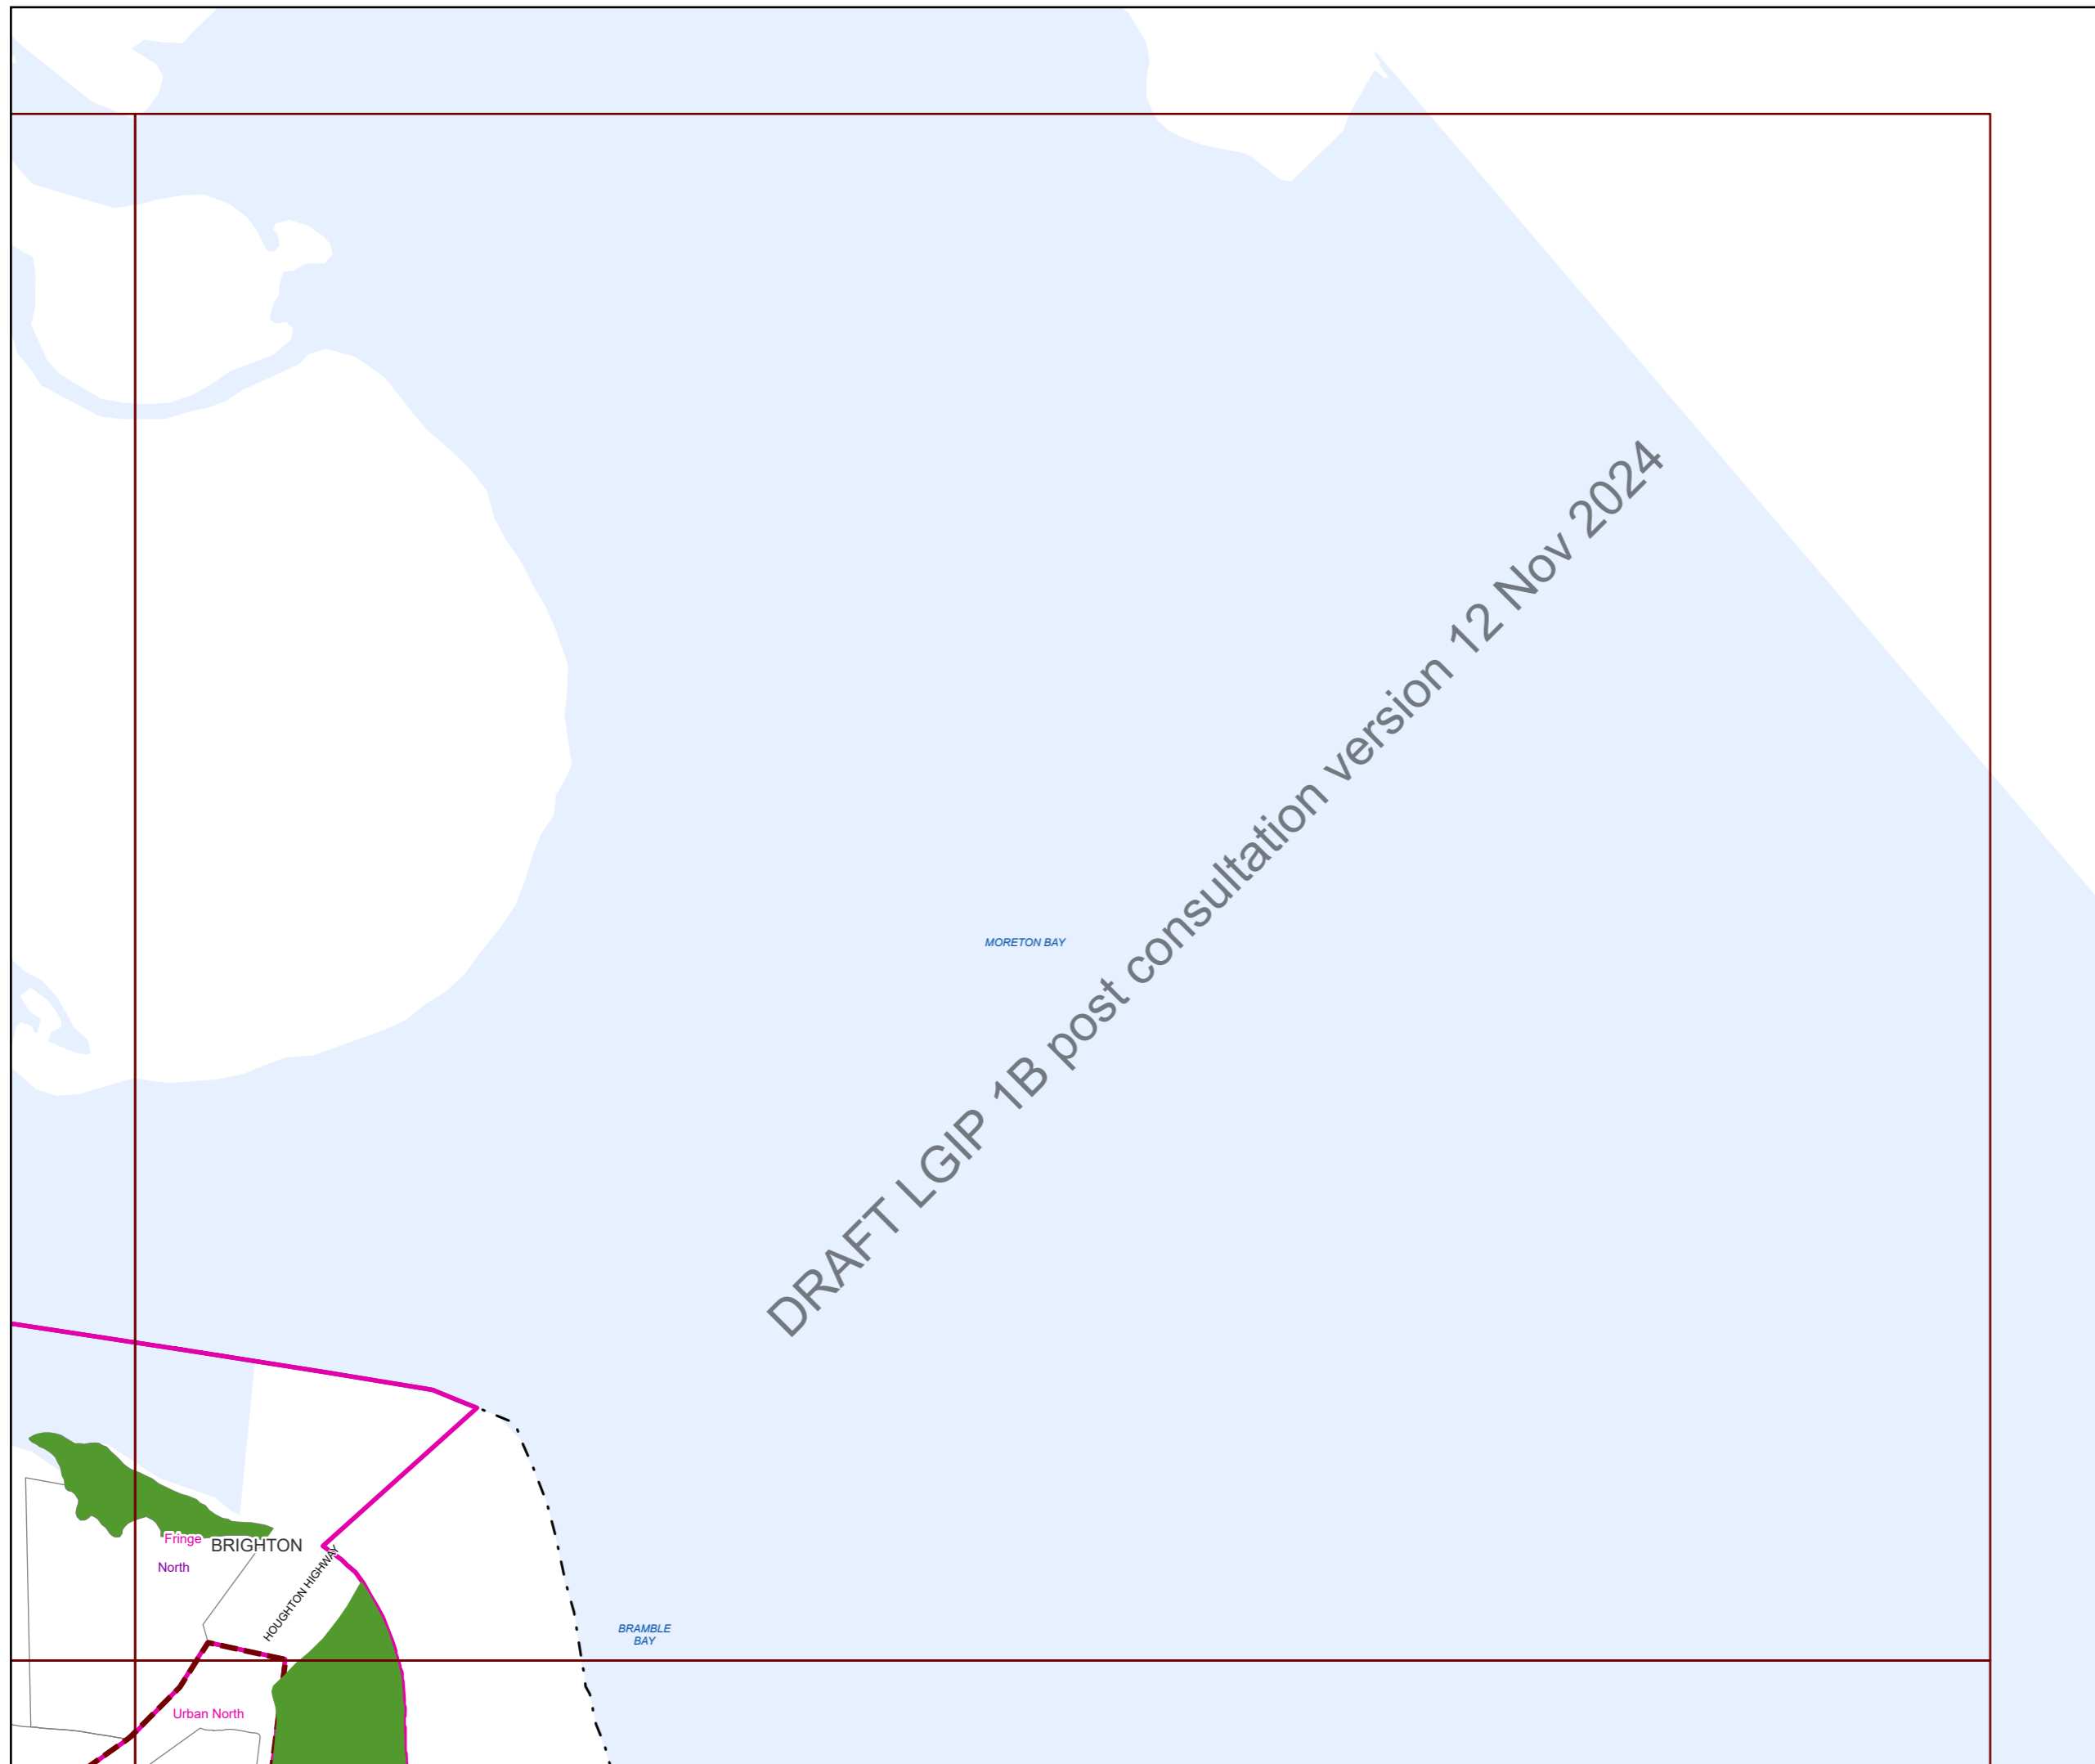 DRAFT LGIP 1B post consultation version 12 Nov 2024
MORETON BAY
Fringe
BRIGHTON
North
HOUGHTON HIGHWAY
BRAMBLE
BAY
Urban North